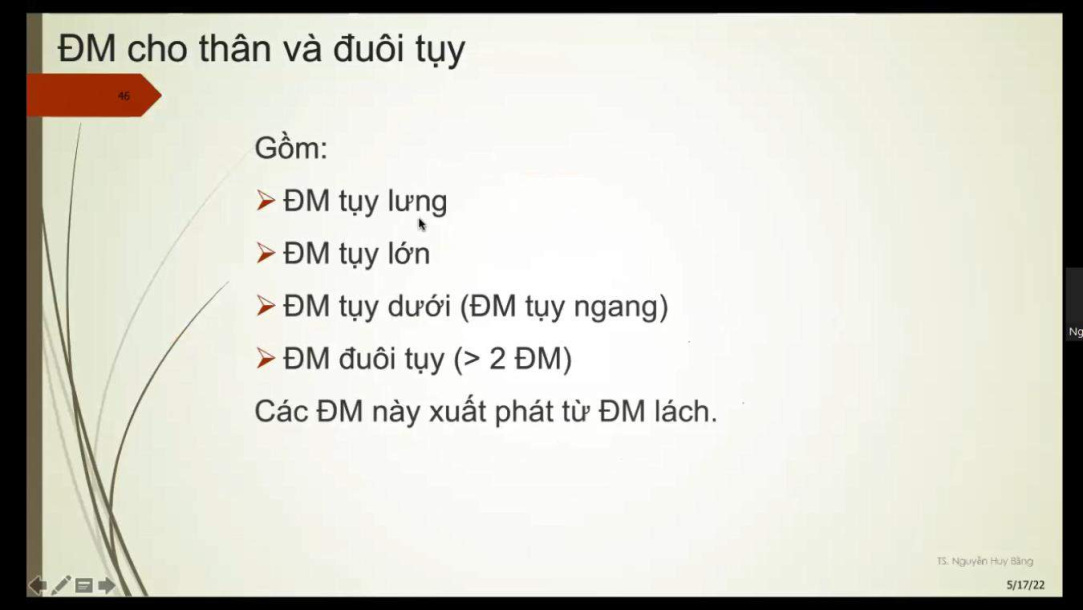 ĐM cho thân và đuôi tụy
46
Gồm:
ĐM tụy lưng
ĐM tụy lớn
ĐM tụy dưới (ĐM tụy ngang)
ĐM đuôi tụy (> 2 ĐM)
Các ĐM này xuất phát từ ĐM lách.
Ng
TS. Nguyễn Huy Bằng
5/17/22